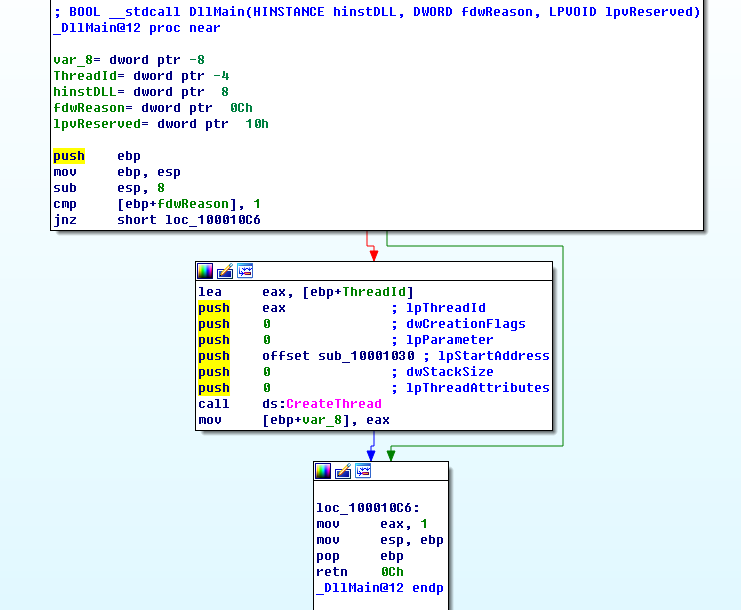 ; BOOL __stdcall DllMain(HINSTANCE hinstDLL, DWORD fdwReason, LPVOID lpvReserved)
_DllMain@12 proc near
var_8= dword ptr -8
ThreadId= dword ptr -4
hinstDLL= dword ptr  8
fdwReason= dword ptr  0Ch
lpvReserved= dword ptr  10h
push    ebp
mov     ebp, esp
sub     esp, 8
cmp     [ebp+fdwReason], 1
jnz     short loc_100010C6
lea     eax, [ebp+ThreadId]
push    eax             ; lpThreadId
push    0               ; dwCreationFlags
push    0               ; lpParameter
push    offset sub_10001030 ; lpStartAddress
push    0               ; dwStackSize
push    0               ; lpThreadAttributes
call    ds:CreateThread
mov     [ebp+var_8], eax
loc_100010C6:
mov     eax, 1
mov     esp, ebp
pop     ebp
retn    0Ch
_DllMain@12 endp